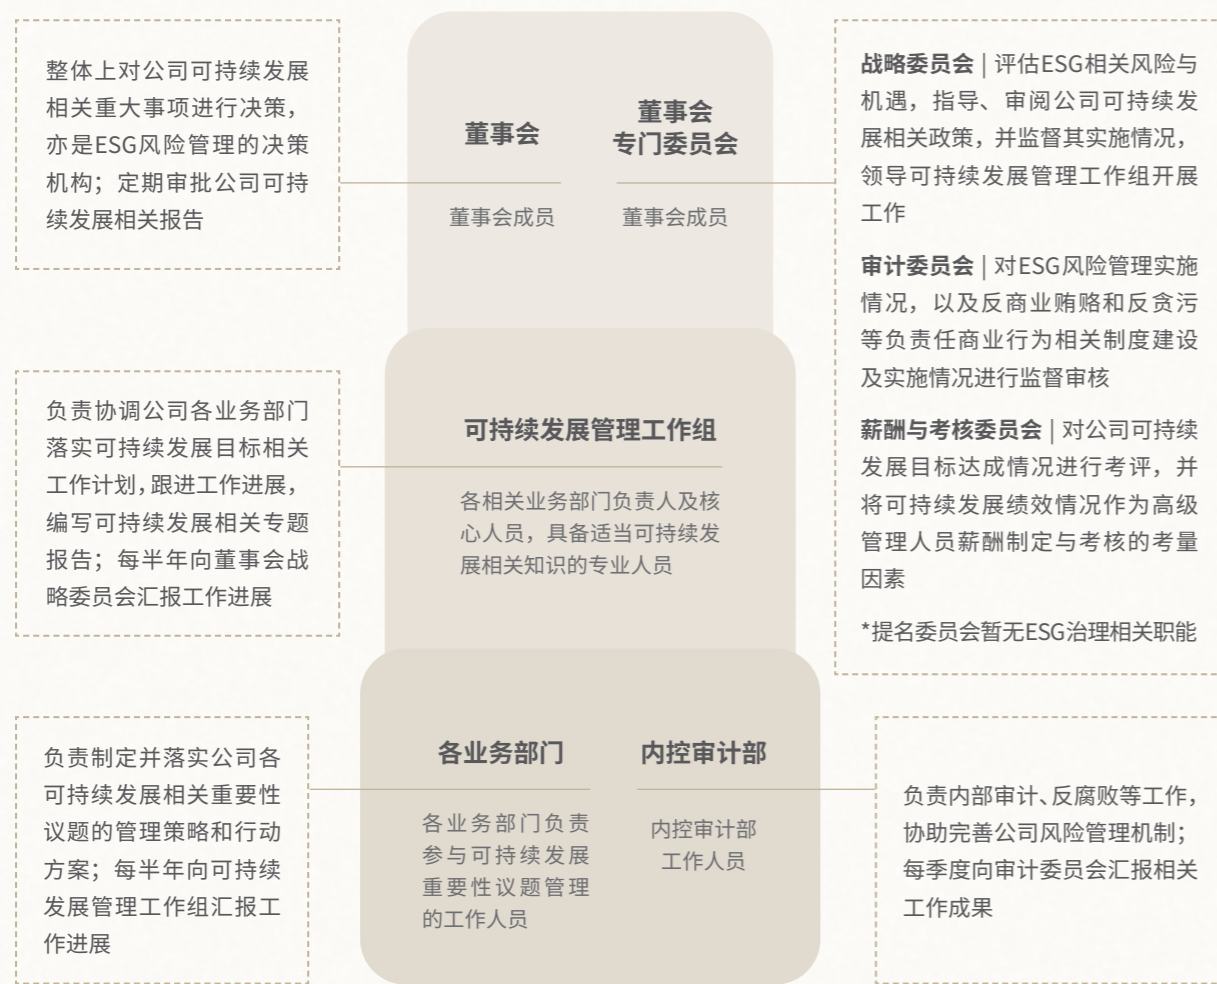 整体上对公司可持续发展
相关重大事项进行决策，
亦是ESG风险管理的决策
机构；定期审批公司可持
续发展相关报告
董事会
董事会成员
董事会
专门委员会
董事会成员
战略委员会 | 评估ESG相关风险与
机遇，指导、审阅公司可持续发
展相关政策，并监督其实施情况，
领导可持续发展管理工作组开展
工作
审计委员会 | 对ESG风险管理实施
情况，以及反商业贿赂和反贪污
等负责任商业行为相关制度建设
及实施情况进行监督审核
薪酬与考核委员会 | 对公司可持续
发展目标达成情况进行考评，并
将可持续发展绩效情况作为高级
管理人员薪酬制定与考核的考量
因素
*提名委员会暂无ESG治理相关职能
负责协调公司各业务部门
落实可持续发展目标相关
工作计划，跟进工作进展，
编写可持续发展相关专题
报告；每半年向董事会战
略委员会汇报工作进展
可持续发展管理工作组
各相关业务部门负责人及核
心人员，具备适当可持续发
展相关知识的专业人员
负责制定并落实公司各
可持续发展相关重要性
议题的管理策略和行动
方案；每半年向可持续
发展管理工作组汇报工
作进展
各业务部门
各业务部门负责
参与可持续发展
重要性议题管理
的工作人员
内控审计部
内控审计部
工作人员
负责内部审计、反腐败等工作，
协助完善公司风险管理机制；
每季度向审计委员会汇报相关
工作成果